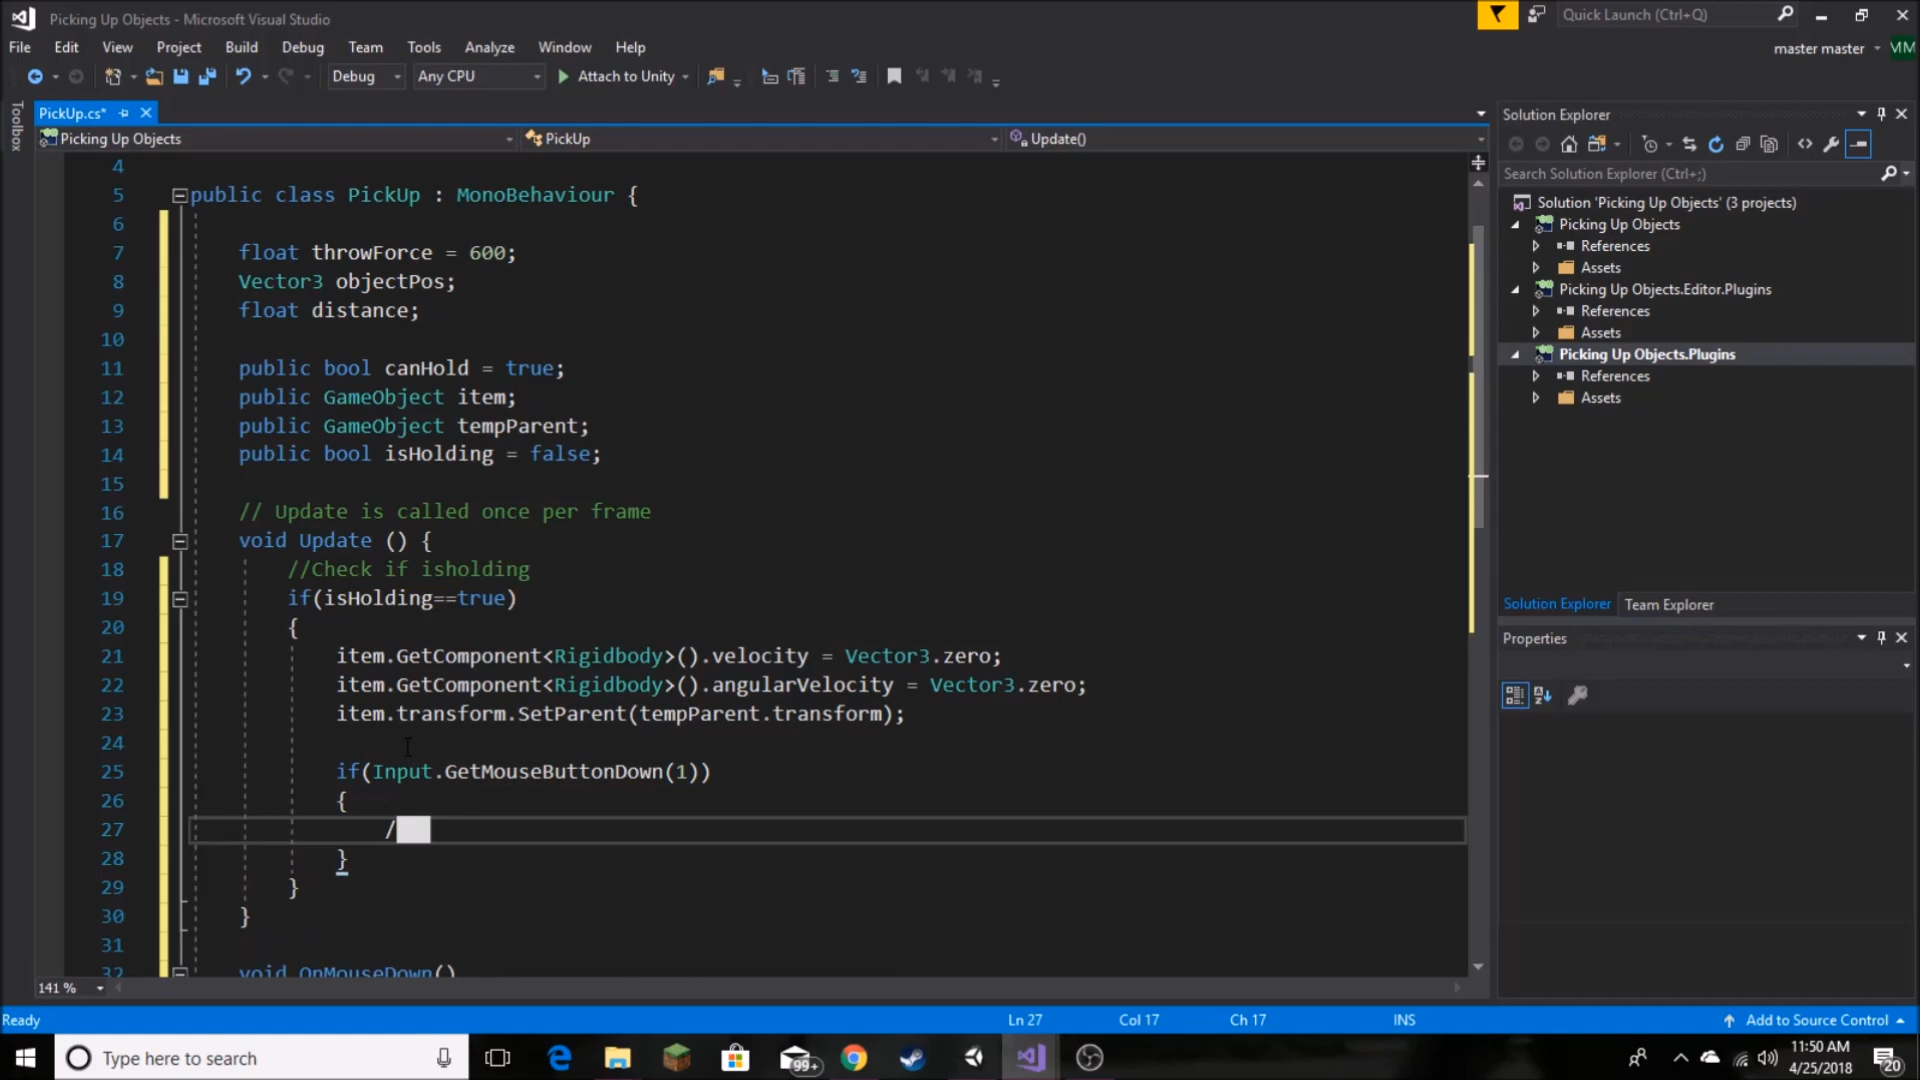 Picking Up Objects - Microsoft Visual Studio
Quick Launch (Ctrl+Q)
File Edit View Project Build Debug Team Tools Analyze Window Help
master master MM
Debug Any CPU Attach to Unity
Toolbox
PickUp.cs*
Picking Up Objects PickUp Update()
4
5 public class PickUp : MonoBehaviour {
6
7 float throwForce = 600;
8 Vector3 objectPos;
9 float distance;
10
11 public bool canHold = true;
12 public GameObject item;
13 public GameObject tempParent;
14 public bool isHolding = false;
15
16 // Update is called once per frame
17 void Update () {
18 //Check if isholding
19 if(isHolding==true)
20 {
21 item.GetComponent<Rigidbody>().velocity = Vector3.zero;
22 item.GetComponent<Rigidbody>().angularVelocity = Vector3.zero;
23 item.transform.SetParent(tempParent.transform);
24
25 if(Input.GetMouseButtonDown(1))
26 {
27 /
28 }
29 }
30 }
31
32 void OnMouseDown()
141 %
Solution Explorer
Search Solution Explorer (Ctrl+;)
Solution 'Picking Up Objects' (3 projects)
Picking Up Objects
References
Assets
Picking Up Objects.Editor.Plugins
References
Assets
Picking Up Objects.Plugins
References
Assets
Solution Explorer Team Explorer
Properties
Ready Ln 27 Col 17 Ch 17 INS Add to Source Control
Type here to search
99+
11:50 AM
4/25/2018
20